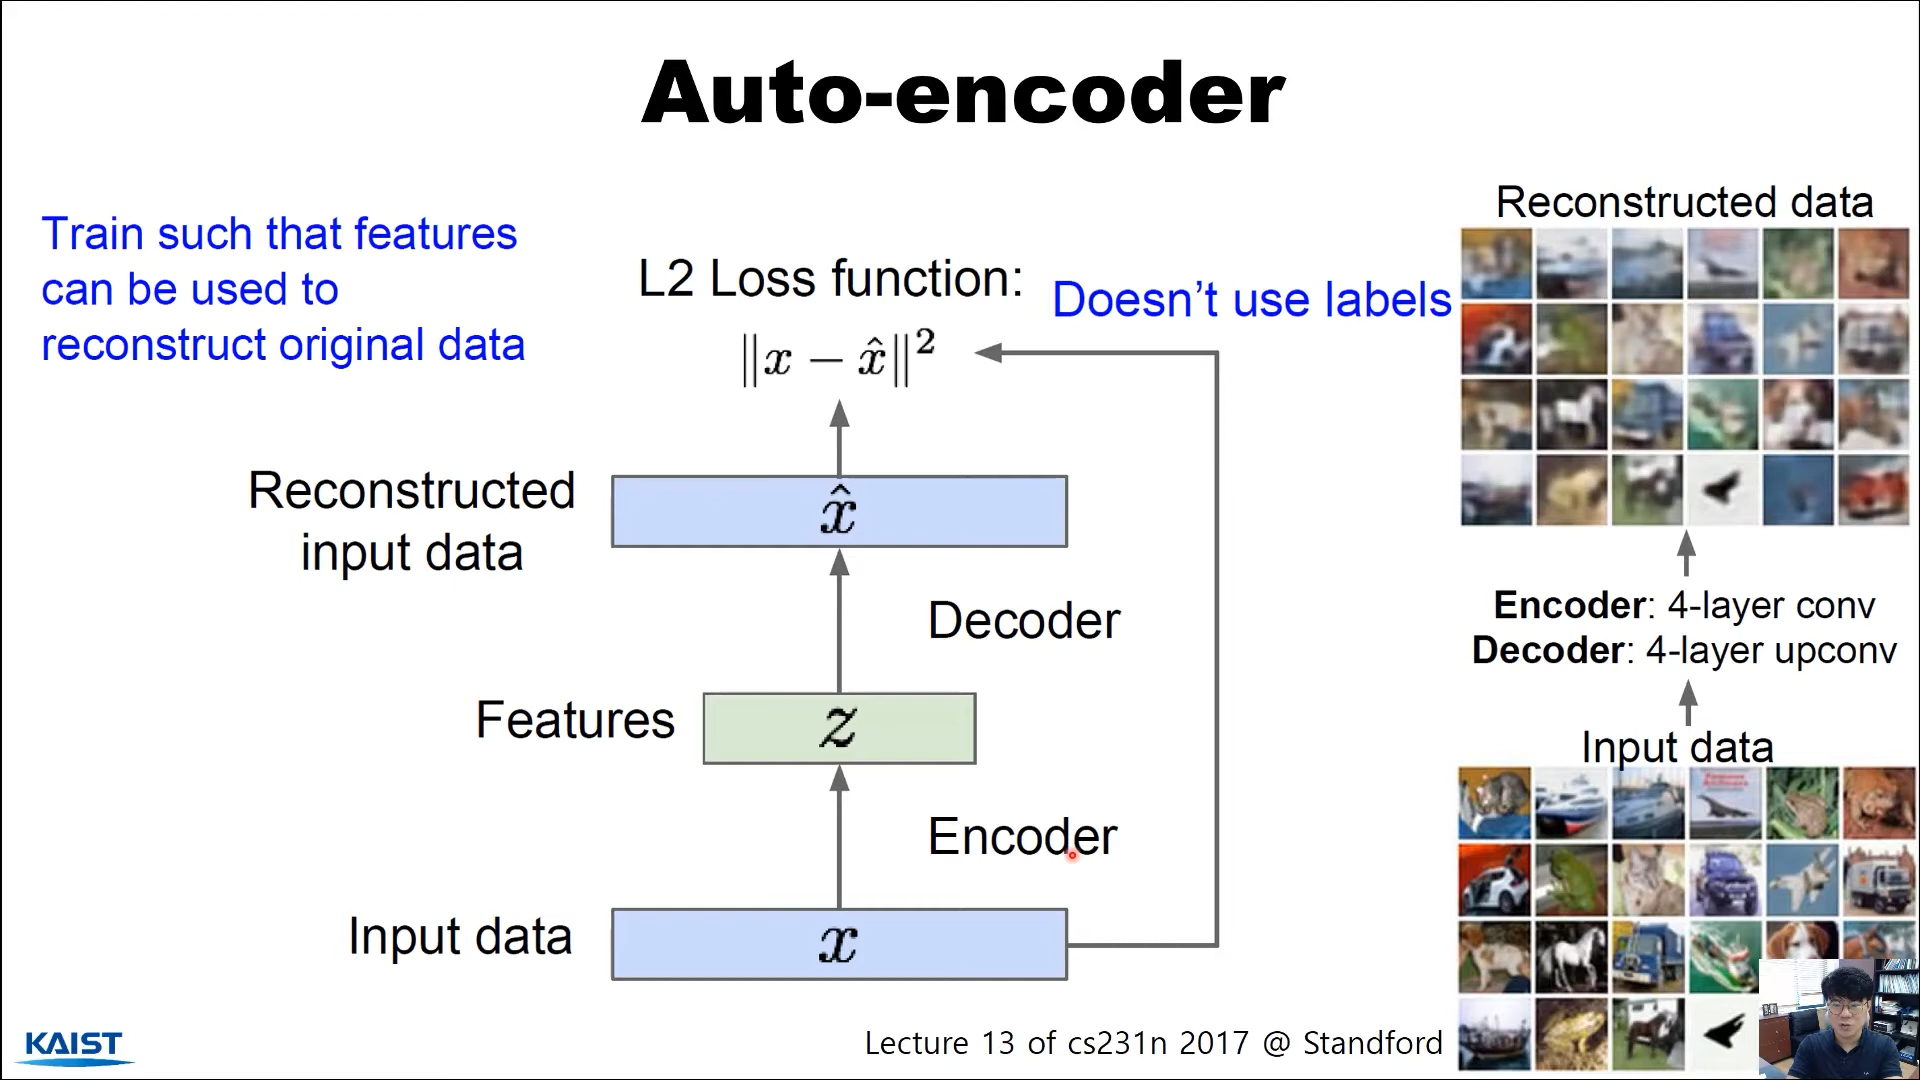 Auto-encoder
Train such that features
can be used to
reconstruct original data
L2 Loss function:
Doesn't use labels
‖x − x̂‖²
Reconstructed
input data
x̂
Decoder
Features
z
Encoder
Input data
x
Reconstructed data
Encoder: 4-layer conv
Decoder: 4-layer upconv
Input data
KAIST
Lecture 13 of cs231n 2017 @ Standford